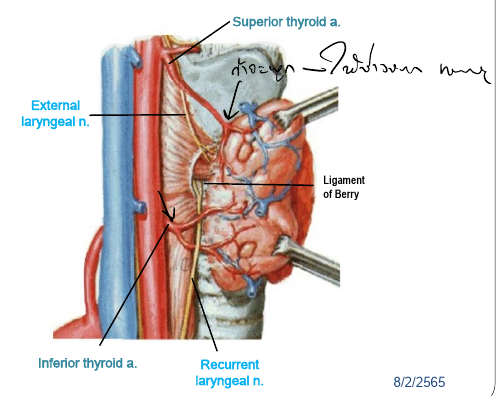 Superior thyroid a.
External
laryngeal n.
Ligament
of Berry
Inferior thyroid a.
Recurrent
laryngeal n.
8/2/2565